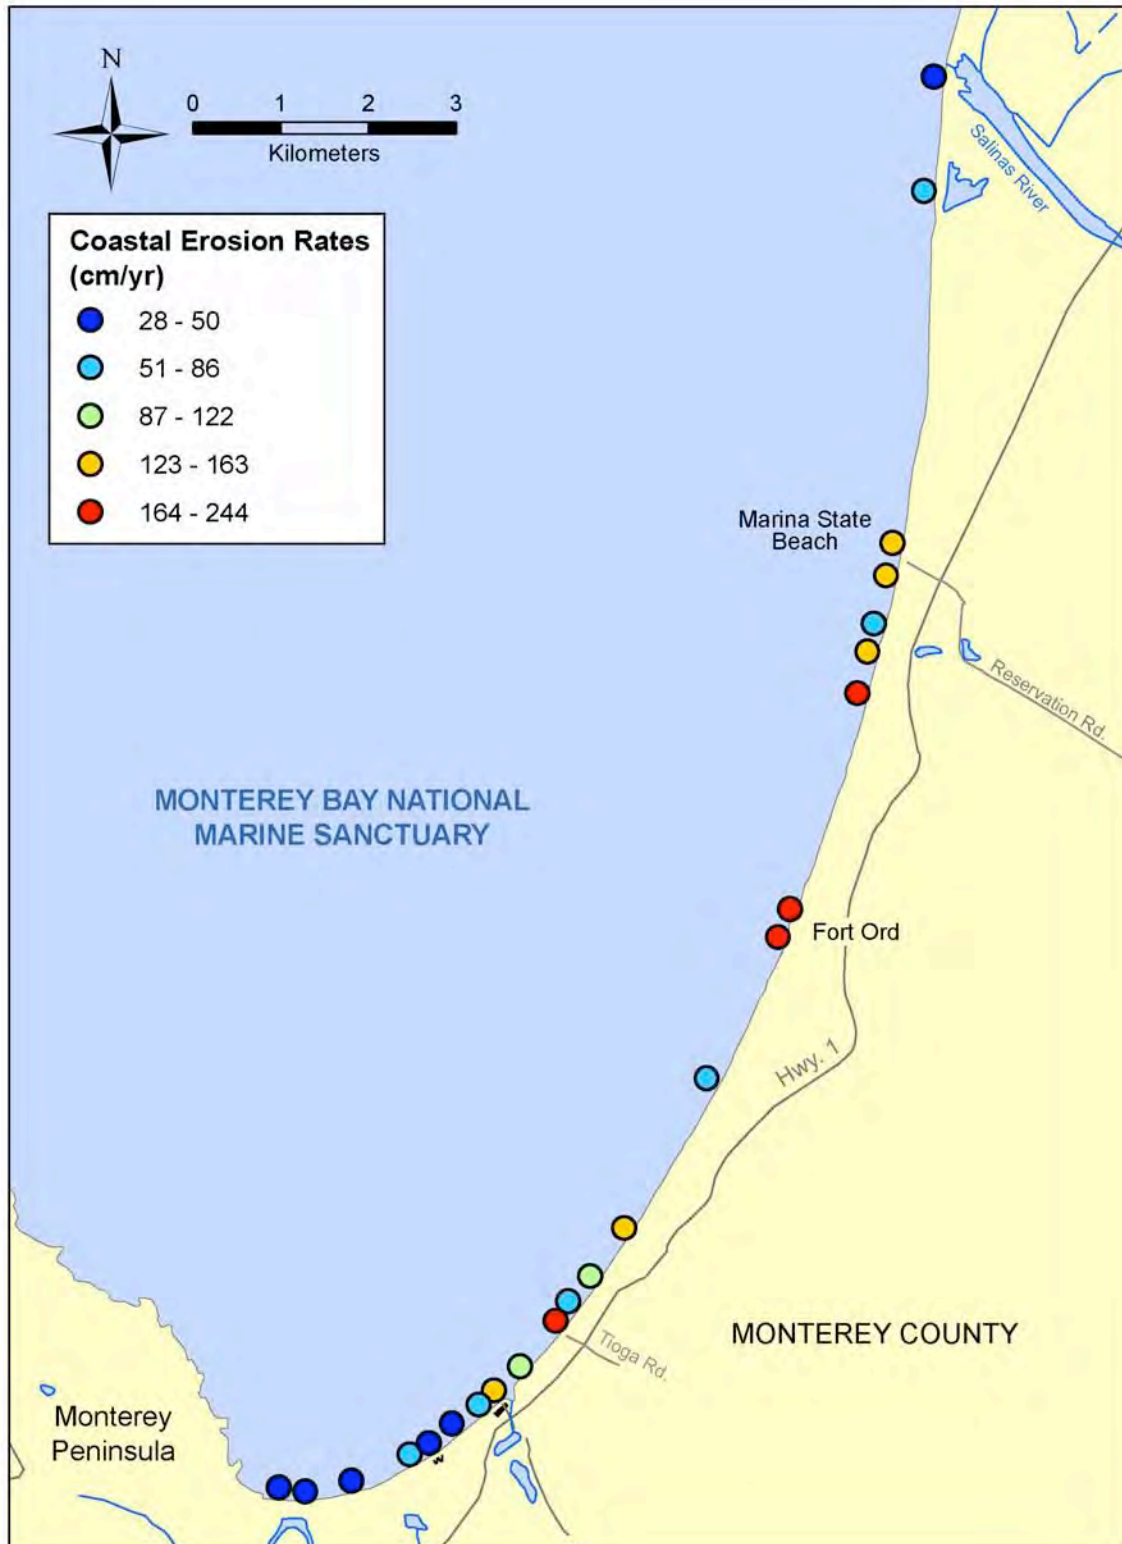 N
0 1 2 3
Kilometers
Salinas River
Coastal Erosion Rates
(cm/yr)
28 - 50
51 - 86
87 - 122
123 - 163
164 - 244
Marina State
Beach
Reservation Rd.
MONTEREY BAY NATIONAL
MARINE SANCTUARY
Fort Ord
Hwy. 1
MONTEREY COUNTY
Tioga Rd.
Monterey
Peninsula